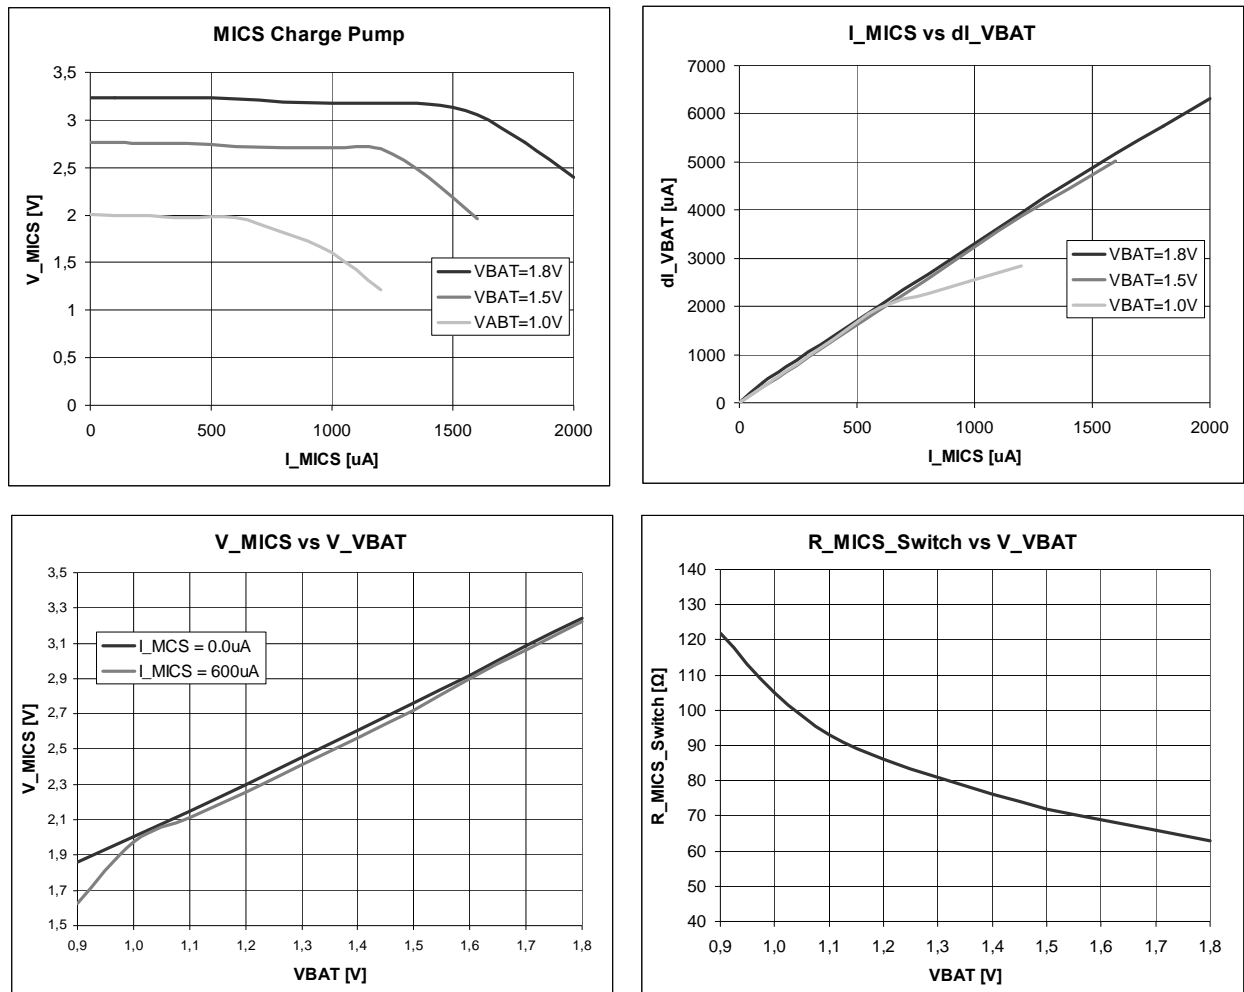 MICS Charge Pump
3,5
3
2,5
2
1,5
1
0,5
0
V_MICS [V]
0 500 1000 1500 2000
I_MICS [uA]
VBAT=1.8V
VBAT=1.5V
VABT=1.0V
I_MICS vs dI_VBAT
7000
6000
5000
4000
3000
2000
1000
0
dI_VBAT [uA]
0 500 1000 1500 2000
I_MICS [uA]
VBAT=1.8V
VBAT=1.5V
VBAT=1.0V
V_MICS vs V_VBAT
3,5
3,3
3,1
2,9
2,7
2,5
2,3
2,1
1,9
1,7
1,5
V_MICS [V]
0,9 1,0 1,1 1,2 1,3 1,4 1,5 1,6 1,7 1,8
VBAT [V]
I_MCS = 0.0uA
I_MICS = 600uA
R_MICS_Switch vs V_VBAT
140
130
120
110
100
90
80
70
60
50
40
R_MICS_Switch [Ω]
0,9 1,0 1,1 1,2 1,3 1,4 1,5 1,6 1,7 1,8
VBAT [V]